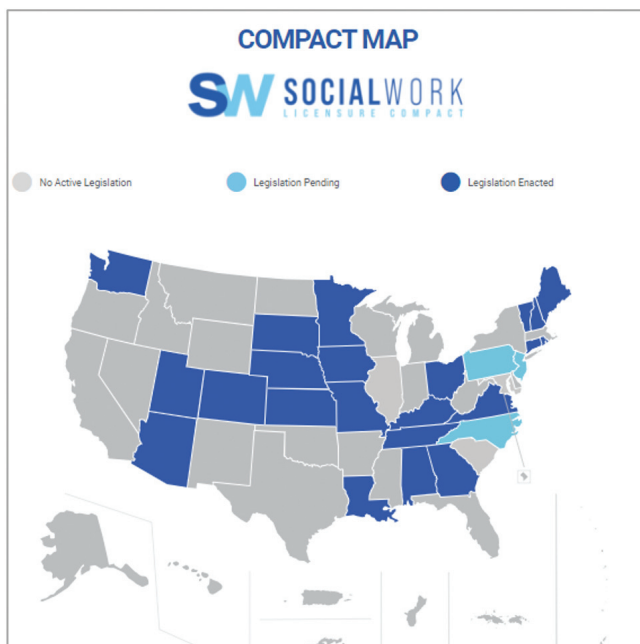 COMPACT MAP
SW SOCIALWORK
LICENSURE COMPACT
No Active Legislation
Legislation Pending
Legislation Enacted